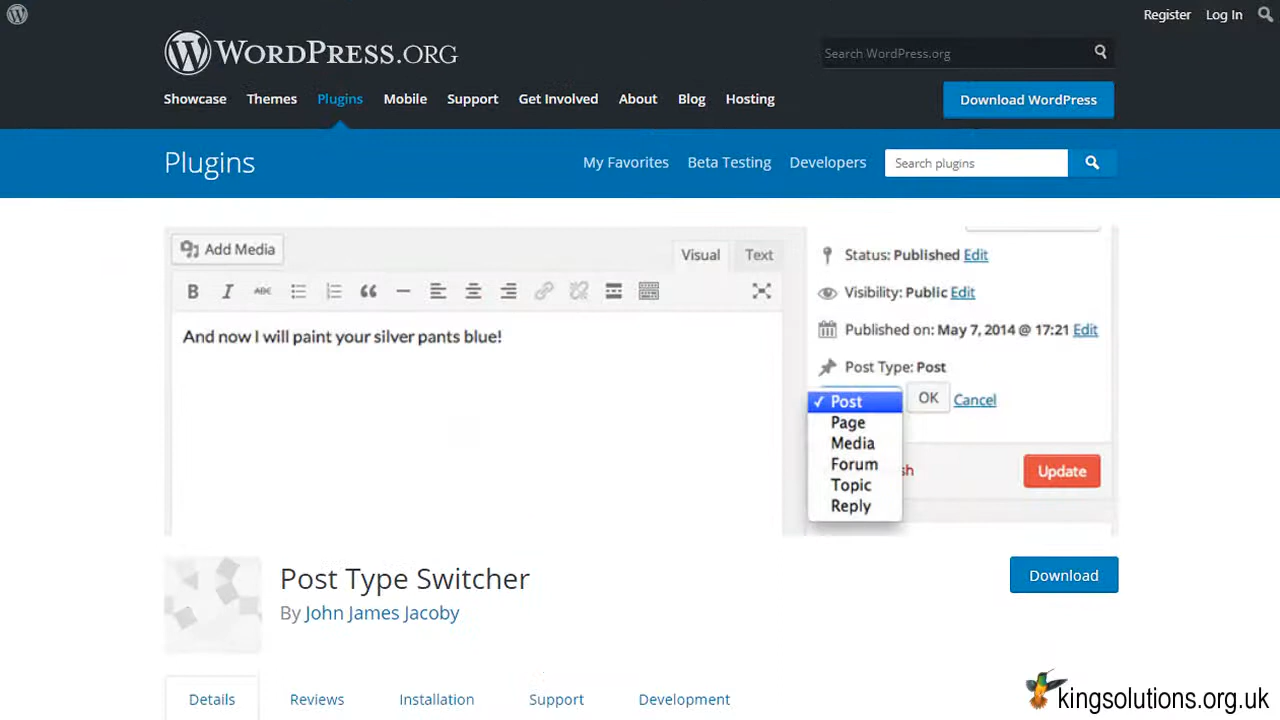 Register Log In
WORDPRESS.ORG
Search WordPress.org
Showcase Themes Plugins Mobile Support Get Involved About Blog Hosting
Download WordPress
Plugins
My Favorites Beta Testing Developers
Search plugins
Add Media
Visual Text
B I ABC
And now I will paint your silver pants blue!
Status: Published Edit
Visibility: Public Edit
Published on: May 7, 2014 @ 17:21 Edit
Post Type: Post
✓ Post
OK Cancel
Page
Media
Forum
Topic
Reply
sh
Update
Post Type Switcher
By John James Jacoby
Download
Details Reviews Installation Support Development
kingsolutions.org.uk